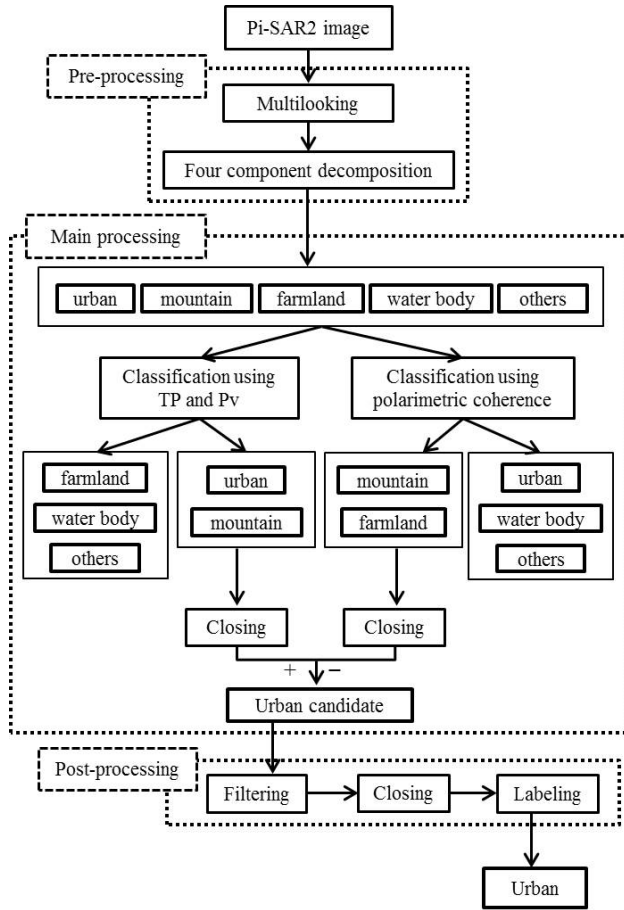 Pi-SAR2 image
Pre-processing
Multilooking
Four component decomposition
Main processing
urban
mountain
farmland
water body
others
Classification using
TP and Pv
Classification using
polarimetric coherence
farmland
water body
others
urban
mountain
mountain
farmland
urban
water body
others
Closing
Closing
+
−
Urban candidate
Post-processing
Filtering
Closing
Labeling
Urban